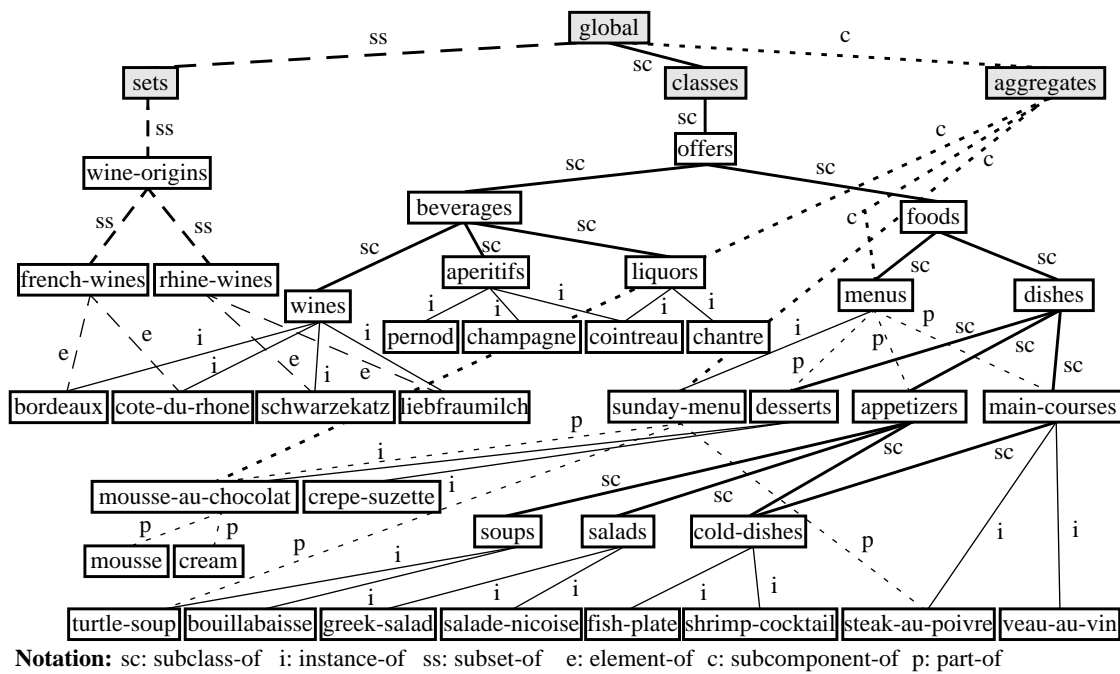 global
ss
c
sc
sets
classes
aggregates
ss
sc
c
offers
c
wine-origins
sc
sc
c
ss
ss
beverages
sc
c
foods
sc
sc
sc
sc
french-wines
rhine-wines
aperitifs
liquors
wines
i
i
i
i
i
menus
dishes
pernod
champagne
cointreau
chantre
i
p
sc
e
i
i
e
i
e
i
p
p
sc
sc
bordeaux
cote-du-rhone
schwarzekatz
liebfraumilch
sunday-menu
desserts
appetizers
main-courses
i
p
sc
sc
mousse-au-chocolat
crepe-suzette
i
sc
sc
p
p
p
soups
salads
cold-dishes
p
i
i
mousse
cream
i
i
i
i
turtle-soup
bouillabaisse
greek-salad
salade-nicoise
fish-plate
shrimp-cocktail
steak-au-poivre
veau-au-vin
Notation: sc: subclass-of i: instance-of ss: subset-of e: element-of c: subcomponent-of p: part-of